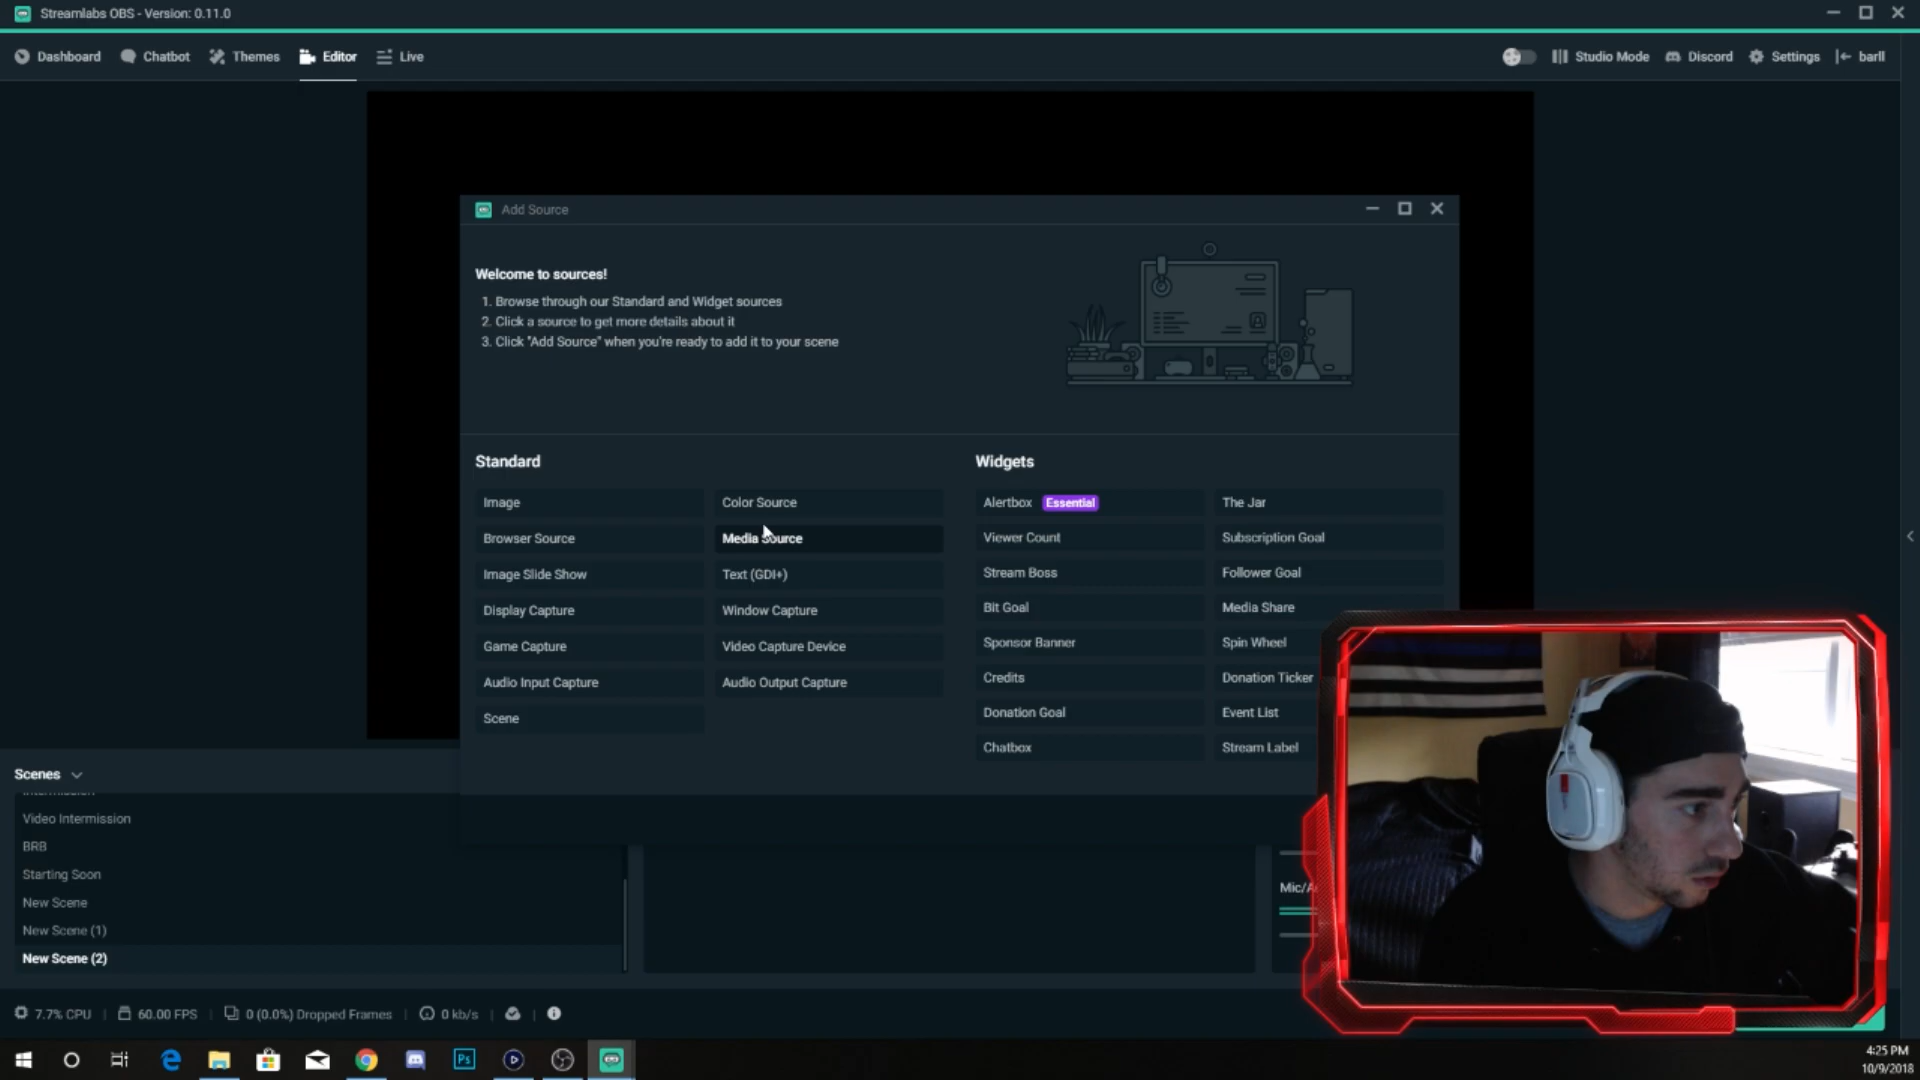 Streamlabs OBS - Version: 0.11.0
Dashboard
Chatbot
Themes
Editor
Live
Studio Mode
Discord
Settings
barll
Add Source
Welcome to sources!
1. Browse through our Standard and Widget sources
2. Click a source to get more details about it
3. Click "Add Source" when you're ready to add it to your scene
Standard
Image
Color Source
Browser Source
Media Source
Image Slide Show
Text (GDI+)
Display Capture
Window Capture
Game Capture
Video Capture Device
Audio Input Capture
Audio Output Capture
Scene
Widgets
Alertbox Essential
The Jar
Viewer Count
Subscription Goal
Stream Boss
Follower Goal
Bit Goal
Media Share
Sponsor Banner
Spin Wheel
Credits
Donation Ticker
Donation Goal
Event List
Chatbox
Stream Label
Scenes
Video Intermission
BRB
Starting Soon
New Scene
New Scene (1)
New Scene (2)
7.7% CPU
60.00 FPS
0 (0.0%) Dropped Frames
0 kb/s
Ps
4:25 PM
10/9/2018